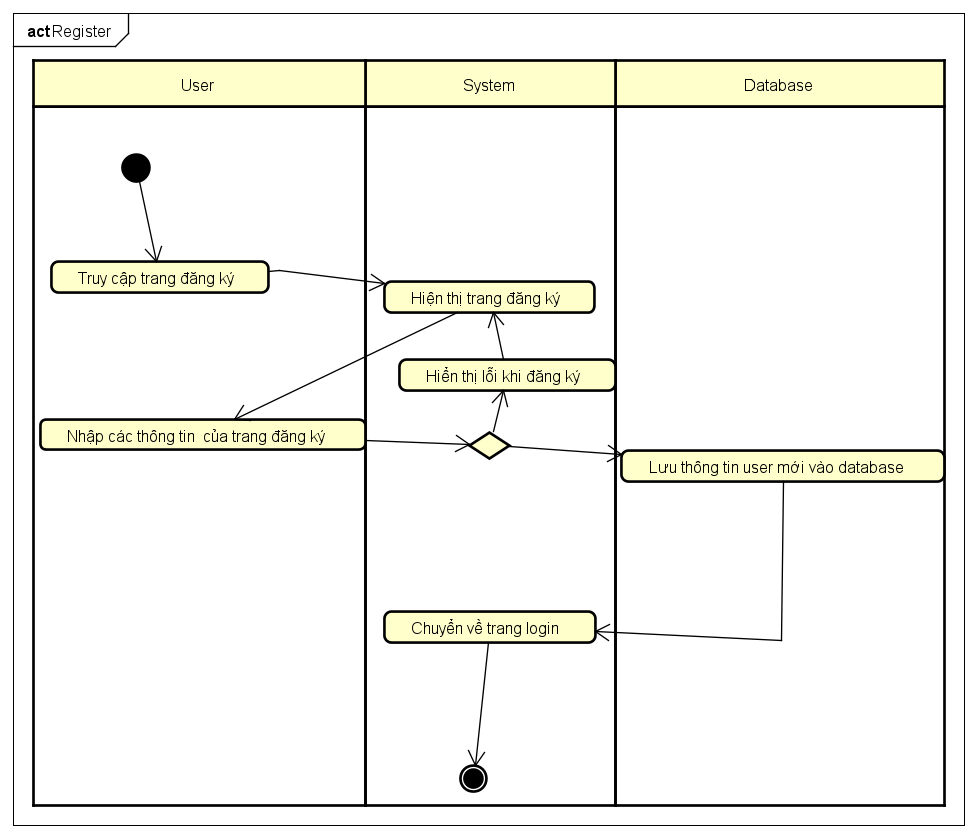 act Register
User
System
Database
Truy cập trang đăng ký
Hiện thị trang đăng ký
Hiển thị lỗi khi đăng ký
Nhập các thông tin của trang đăng ký
Lưu thông tin user mới vào database
Chuyển về trang login